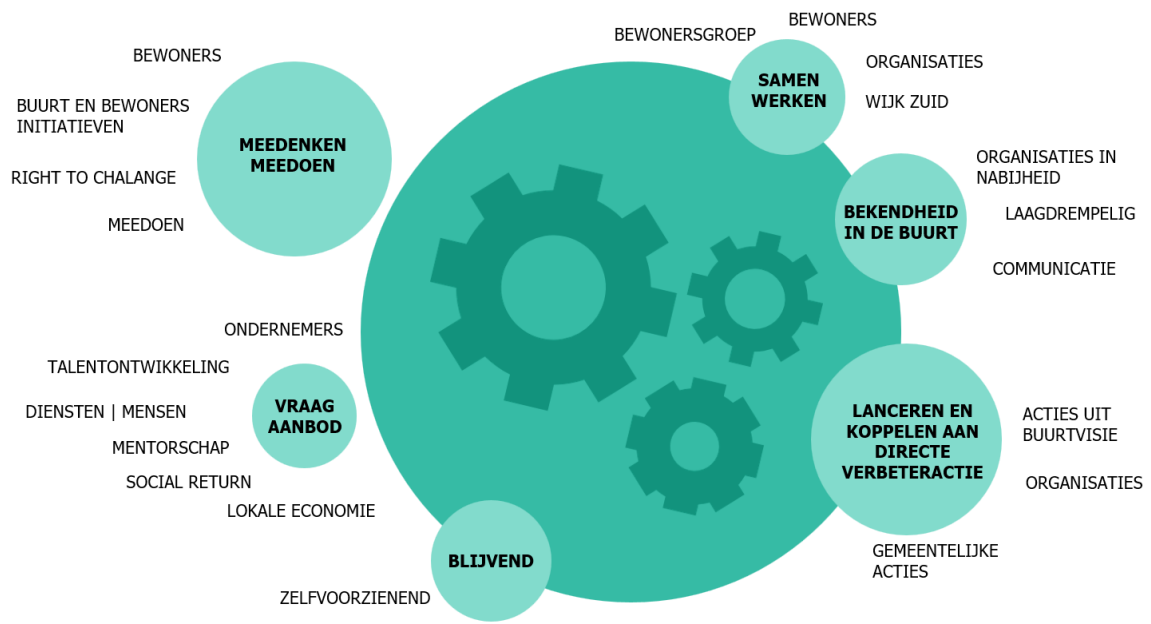 BEWONERS
BUURT EN BEWONERS
INITIATIEVEN
RIGHT TO CHALANGE
MEEDOEN
MEEDENKEN
MEEDOEN
BEWONERSGROEP
BEWONERS
ORGANISATIES
WIJK ZUID
SAMEN
WERKEN
ORGANISATIES IN
NABIJHEID
LAAGDREMPELIG
COMMUNICATIE
BEKENDHEID
IN DE BUURT
ONDERNEMERS
TALENTONTWIKKELING
DIENSTEN | MENSEN
MENTORSCHAP
SOCIAL RETURN
LOKALE ECONOMIE
VRAAG
AANBOD
LANCEREN EN
KOPPELEN AAN
DIRECTE
VERBETERACTIE
ACTIES UIT
BUURTVISIE
ORGANISATIES
GEMEENTELIJKE
ACTIES
BLIJVEND
ZELFVOORZIENEND